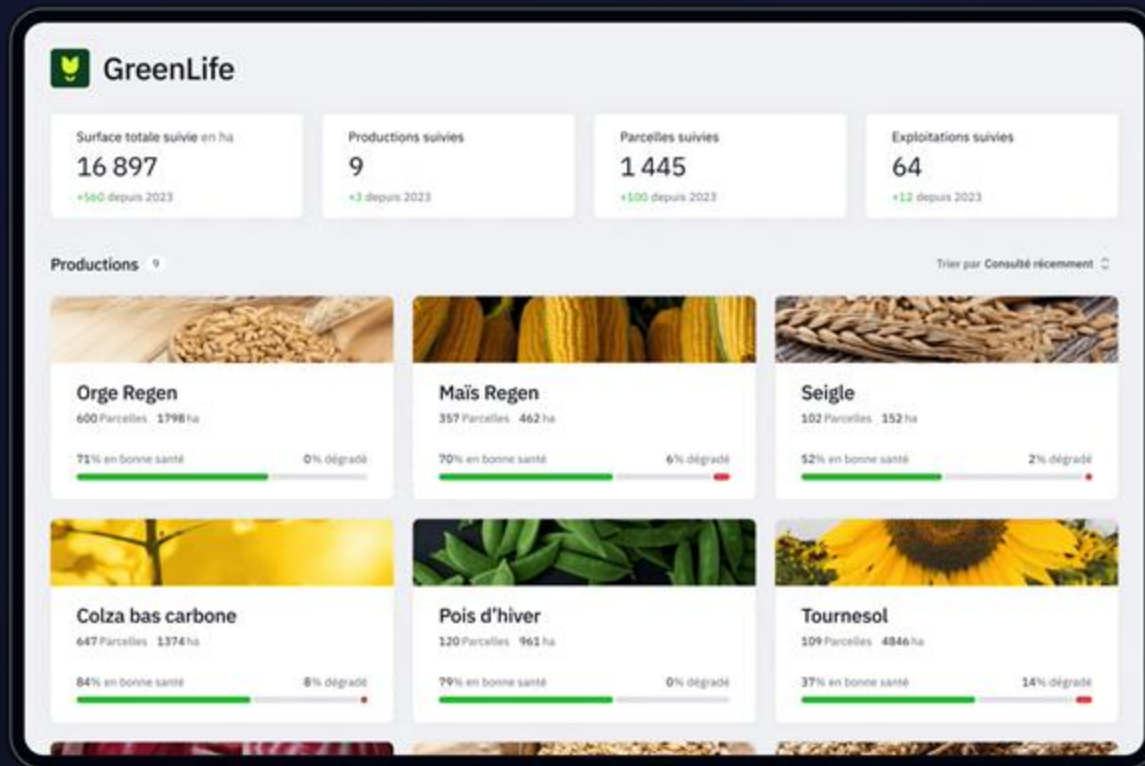 GreenLife
Surface totale suivie en ha
16 897
+560 depuis 2023
Productions suivies
9
+3 depuis 2023
Parcelles suivies
1 445
+100 depuis 2023
Exploitations suivies
64
+12 depuis 2023
Productions 9
Trier par Consulté récemment
Orge Regen
600 Parcelles 1798 ha
71% en bonne santé 0% dégradé
Maïs Regen
357 Parcelles 462 ha
70% en bonne santé 6% dégradé
Seigle
102 Parcelles 152 ha
52% en bonne santé 2% dégradé
Colza bas carbone
647 Parcelles 1374 ha
84% en bonne santé 8% dégradé
Pois d'hiver
120 Parcelles 961 ha
79% en bonne santé 0% dégradé
Tournesol
109 Parcelles 4846 ha
37% en bonne santé 14% dégradé